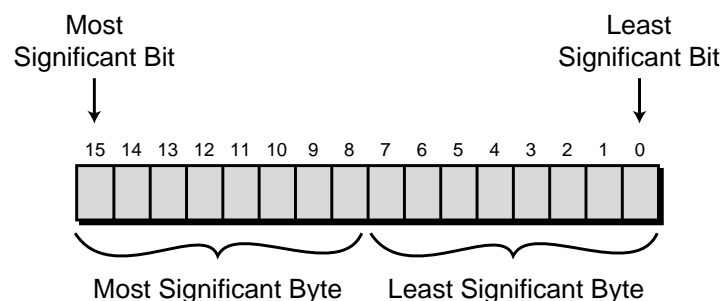 Most Least
Significant Bit Significant Bit
15 14 13 12 11 10 9 8 7 6 5 4 3 2 1 0
Most Significant Byte Least Significant Byte